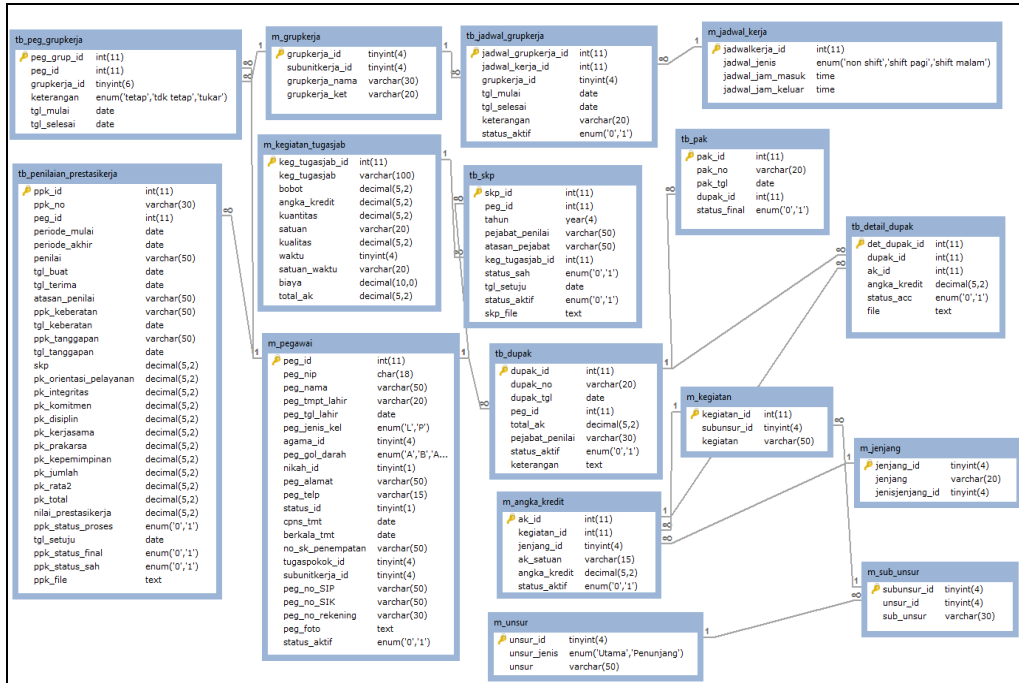 tb_peg_grupkerja
peg_grup_id int(11)
peg_id int(11)
grupkerja_id tinyint(6)
keterangan enum('tetap','tdk tetap','tukar')
tgl_mulai date
tgl_selesai date
m_grupkerja
grupkerja_id tinyint(4)
subunitkerja_id tinyint(4)
grupkerja_nama varchar(30)
grupkerja_ket varchar(20)
tb_jadwal_grupkerja
jadwal_grupkerja_id int(11)
jadwal_kerja_id int(11)
grupkerja_id tinyint(4)
tgl_mulai date
tgl_selesai date
keterangan varchar(20)
status_aktif enum('0','1')
m_jadwal_kerja
jadwalkerja_id int(11)
jadwal_jenis enum('non shift','shift pagi','shift malam')
jadwal_jam_masuk time
jadwal_jam_keluar time
tb_penilaian_prestasikerja
ppk_id int(11)
ppk_no varchar(30)
peg_id int(11)
periode_mulai date
periode_akhir date
penilai varchar(50)
tgl_buat date
tgl_terima date
atasan_penilai varchar(50)
ppk_keberatan varchar(50)
tgl_keberatan date
ppk_tanggapan varchar(50)
tgl_tanggapan date
skp decimal(5,2)
pk_orientasi_pelayanan decimal(5,2)
pk_integritas decimal(5,2)
pk_komitmen decimal(5,2)
pk_disiplin decimal(5,2)
pk_kerjasama decimal(5,2)
pk_prakarsa decimal(5,2)
pk_kepemimpinan decimal(5,2)
pk_jumlah decimal(5,2)
pk_rata2 decimal(5,2)
pk_total decimal(5,2)
nilai_prestasikerja decimal(5,2)
ppk_status_proses enum('0','1')
tgl_setuju date
ppk_status_final enum('0','1')
ppk_status_sah enum('0','1')
ppk_file text
m_kegiatan_tugasjab
keg_tugasjab_id int(11)
keg_tugasjab varchar(100)
bobot decimal(5,2)
angka_kredit decimal(5,2)
kuantitas decimal(5,2)
satuan varchar(20)
kualitas decimal(5,2)
waktu tinyint(4)
satuan_waktu varchar(20)
biaya decimal(10,0)
total_ak decimal(5,2)
tb_skp
skp_id int(11)
peg_id int(11)
tahun year(4)
pejabat_penilai varchar(50)
atasan_pejabat varchar(50)
keg_tugasjab_id int(11)
status_sah enum('0','1')
tgl_setuju date
status_aktif enum('0','1')
skp_file text
tb_pak
pak_id int(11)
pak_no varchar(20)
pak_tgl date
dupak_id int(11)
status_final enum('0','1')
tb_detail_dupak
det_dupak_id int(11)
dupak_id int(11)
ak_id int(11)
angka_kredit decimal(5,2)
status_acc enum('0','1')
file text
m_pegawai
peg_id int(11)
peg_nip char(18)
peg_nama varchar(50)
peg_tmpt_lahir varchar(20)
peg_tgl_lahir date
peg_jenis_kel enum('L','P')
agama_id tinyint(4)
peg_gol_darah enum('A','B','A...
nikah_id tinyint(1)
peg_alamat varchar(50)
peg_telp varchar(15)
status_id tinyint(1)
cpns_tmt date
berkala_tmt date
no_sk_penempatan varchar(50)
tugaspokok_id tinyint(4)
subunitkerja_id tinyint(4)
peg_no_SIP varchar(50)
peg_no_SIK varchar(50)
peg_no_rekening varchar(30)
peg_foto text
status_aktif enum('0','1')
tb_dupak
dupak_id int(11)
dupak_no varchar(20)
dupak_tgl date
peg_id int(11)
total_ak decimal(5,2)
pejabat_penilai varchar(30)
status_aktif enum('0','1')
keterangan text
m_kegiatan
kegiatan_id int(11)
subunsur_id tinyint(4)
kegiatan varchar(50)
m_jenjang
jenjang_id tinyint(4)
jenjang varchar(20)
jenisjenjang_id tinyint(4)
m_angka_kredit
ak_id int(11)
kegiatan_id int(11)
jenjang_id tinyint(4)
ak_satuan varchar(15)
angka_kredit decimal(5,2)
status_aktif enum('0','1')
m_sub_unsur
subunsur_id tinyint(4)
unsur_id tinyint(4)
sub_unsur varchar(30)
m_unsur
unsur_id tinyint(4)
unsur_jenis enum('Utama','Penunjang')
unsur varchar(50)